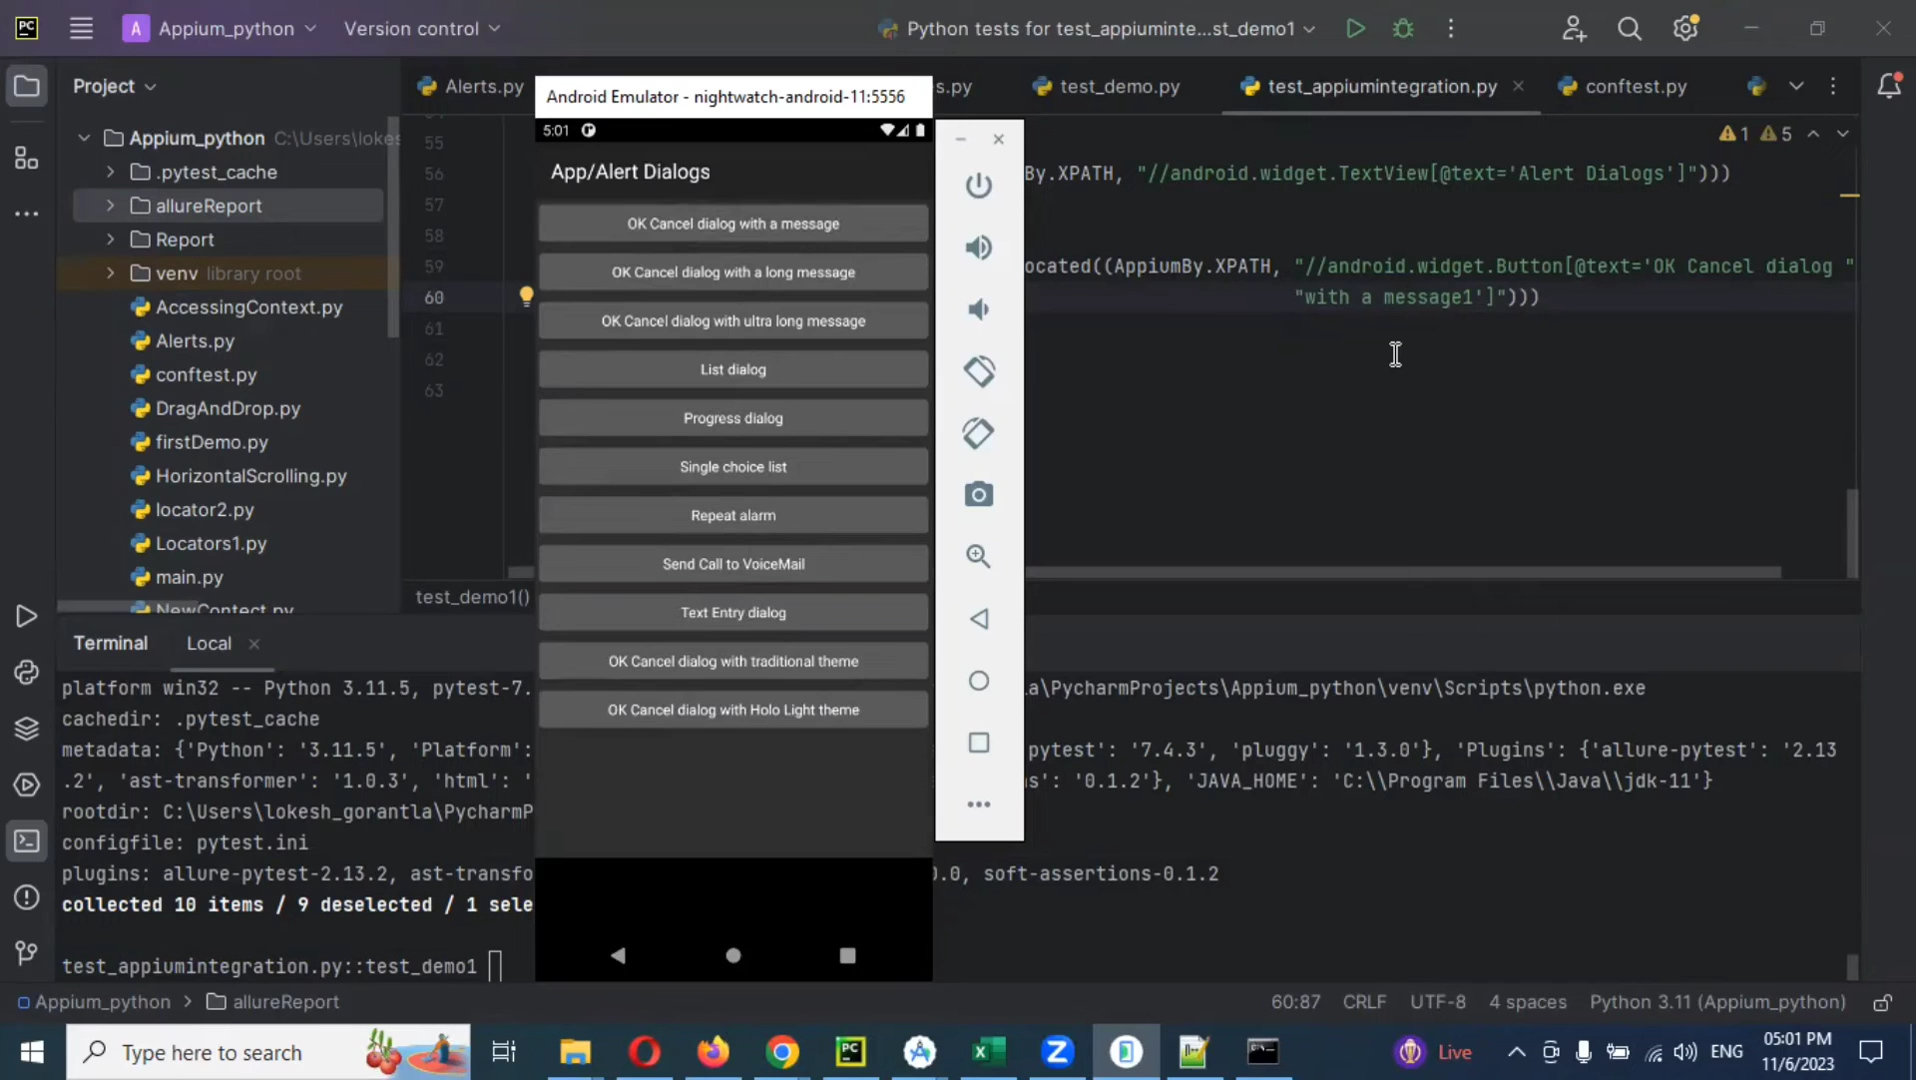 PC
A Appium_python
Version control
Python tests for test_appiuminte...st_demo1
Project
Alerts.py
s.py
test_demo.py
test_appiumintegration.py
conftest.py
Android Emulator - nightwatch-android-11:5556
5:01
App/Alert Dialogs
OK Cancel dialog with a message
OK Cancel dialog with a long message
OK Cancel dialog with ultra long message
List dialog
Progress dialog
Single choice list
Repeat alarm
Send Call to VoiceMail
Text Entry dialog
OK Cancel dialog with traditional theme
OK Cancel dialog with Holo Light theme
Appium_python C:\Users\lokes
.pytest_cache
allureReport
Report
venv library root
AccessingContext.py
Alerts.py
conftest.py
DragAndDrop.py
firstDemo.py
HorizontalScrolling.py
locator2.py
Locators1.py
main.py
NewContect.py
1 5
55
56 By.XPATH, "//android.widget.TextView[@text='Alert Dialogs']")))
57
58
59 ocated((AppiumBy.XPATH, "//android.widget.Button[@text='OK Cancel dialog "
60 "with a message1']")))
61
62
63
test_demo1()
Terminal Local
platform win32 -- Python 3.11.5, pytest-7. a\PycharmProjects\Appium_python\venv\Scripts\python.exe
cachedir: .pytest_cache
metadata: {'Python': '3.11.5', 'Platform': pytest': '7.4.3', 'pluggy': '1.3.0'}, 'Plugins': {'allure-pytest': '2.13
.2', 'ast-transformer': '1.0.3', 'html': ' s': '0.1.2'}, 'JAVA_HOME': 'C:\\Program Files\\Java\\jdk-11'}
rootdir: C:\Users\lokesh_gorantla\PycharmP
configfile: pytest.ini
plugins: allure-pytest-2.13.2, ast-transfo .0, soft-assertions-0.1.2
collected 10 items / 9 deselected / 1 sele
test_appiumintegration.py::test_demo1
Appium_python > allureReport
60:87 CRLF UTF-8 4 spaces Python 3.11 (Appium_python)
Type here to search
PC
Live
ENG
05:01 PM
11/6/2023